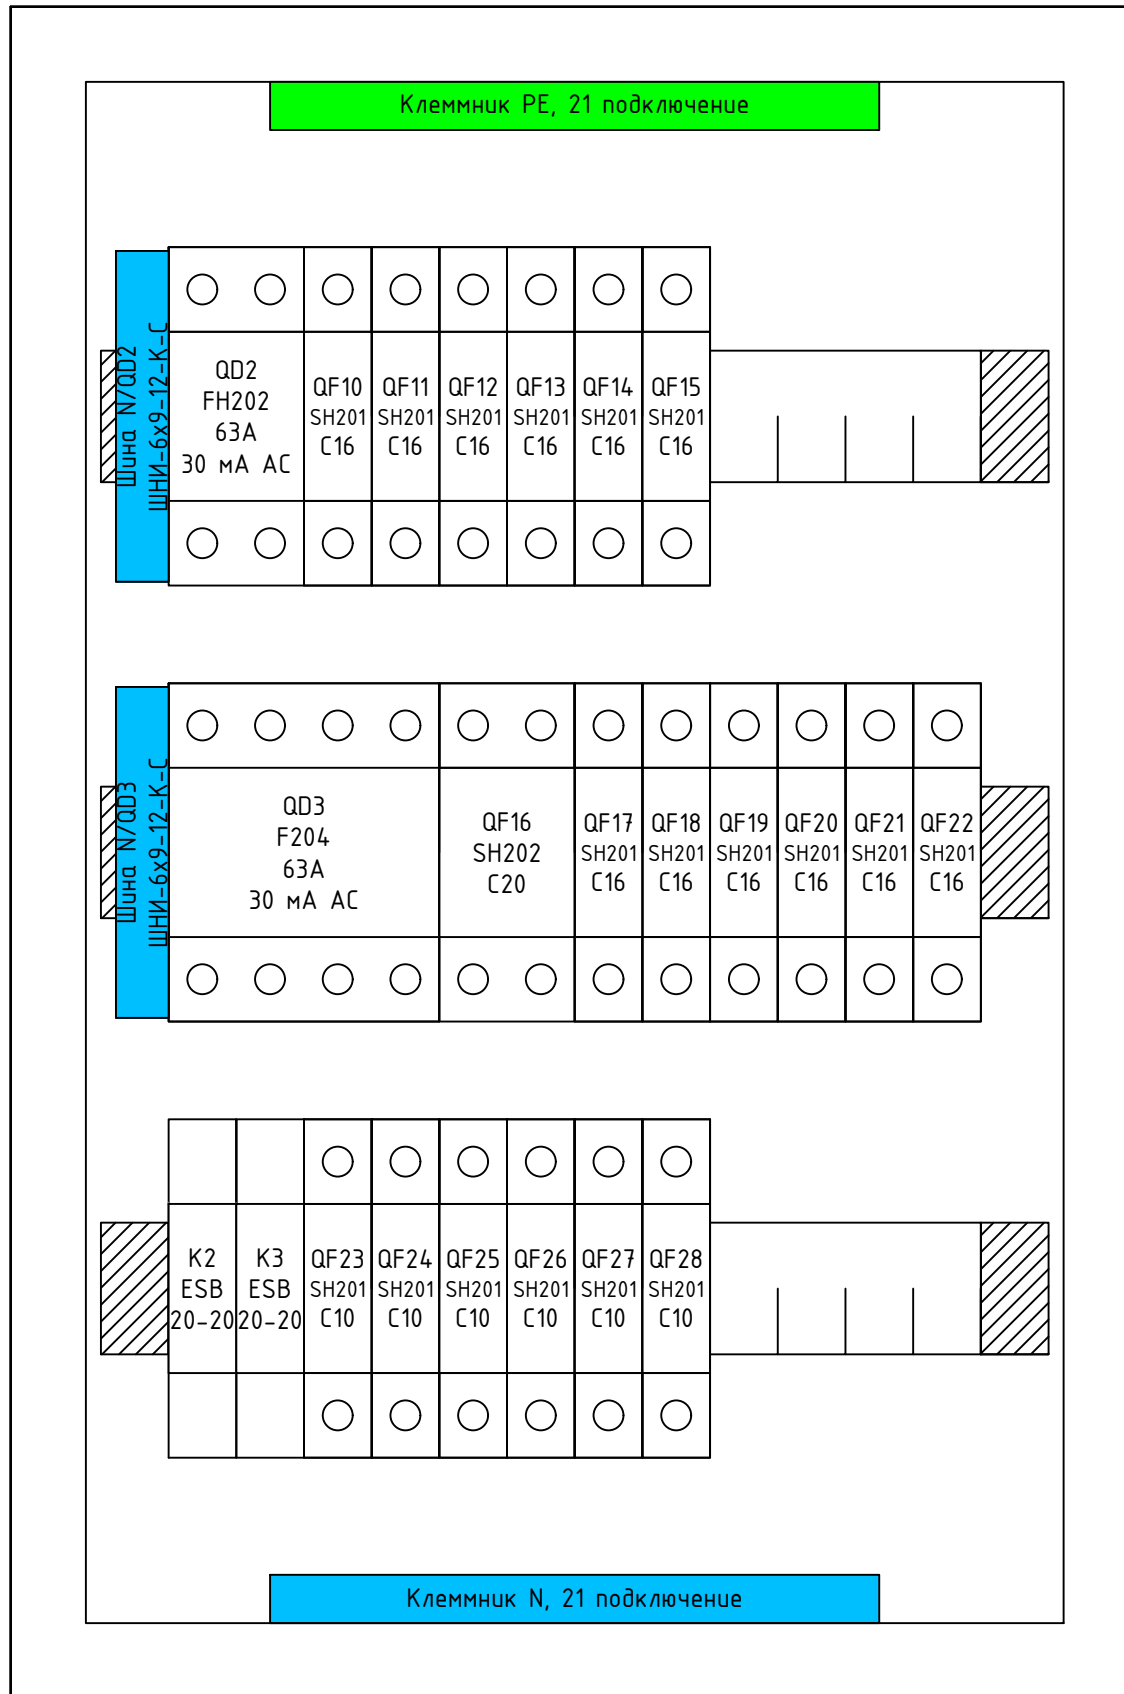 Клеммник PE, 21 подключение
Шина N/QD2
ШНИ-6х9-12-К-С
QD2
FH202
63А
30 мА АС
QF10
SH201
C16
QF11
SH201
C16
QF12
SH201
C16
QF13
SH201
C16
QF14
SH201
C16
QF15
SH201
C16
Шина N/QD3
ШНИ-6х9-12-К-С
QD3
F204
63А
30 мА АС
QF16
SH202
C20
QF17
SH201
C16
QF18
SH201
C16
QF19
SH201
C16
QF20
SH201
C16
QF21
SH201
C16
QF22
SH201
C16
K2
ESB
20-20
K3
ESB
20-20
QF23
SH201
C10
QF24
SH201
C10
QF25
SH201
C10
QF26
SH201
C10
QF27
SH201
C10
QF28
SH201
C10
Клеммник N, 21 подключение